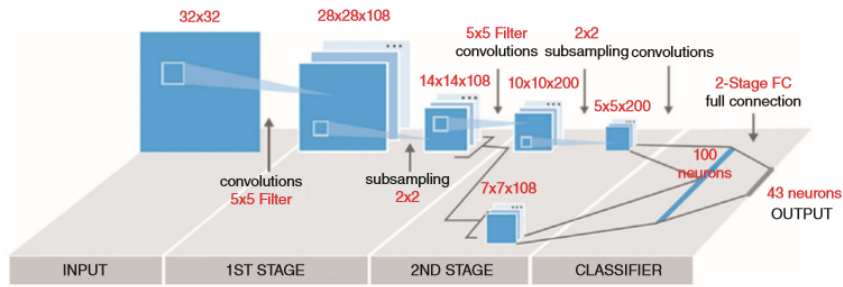 32x32
28x28x108
5x5 Filter
convolutions
2x2
subsampling
convolutions
14x14x108
10x10x200
5x5x200
2-Stage FC
full connection
convolutions
5x5 Filter
subsampling
2x2
7x7x108
100
neurons
43 neurons
OUTPUT
INPUT
1ST STAGE
2ND STAGE
CLASSIFIER